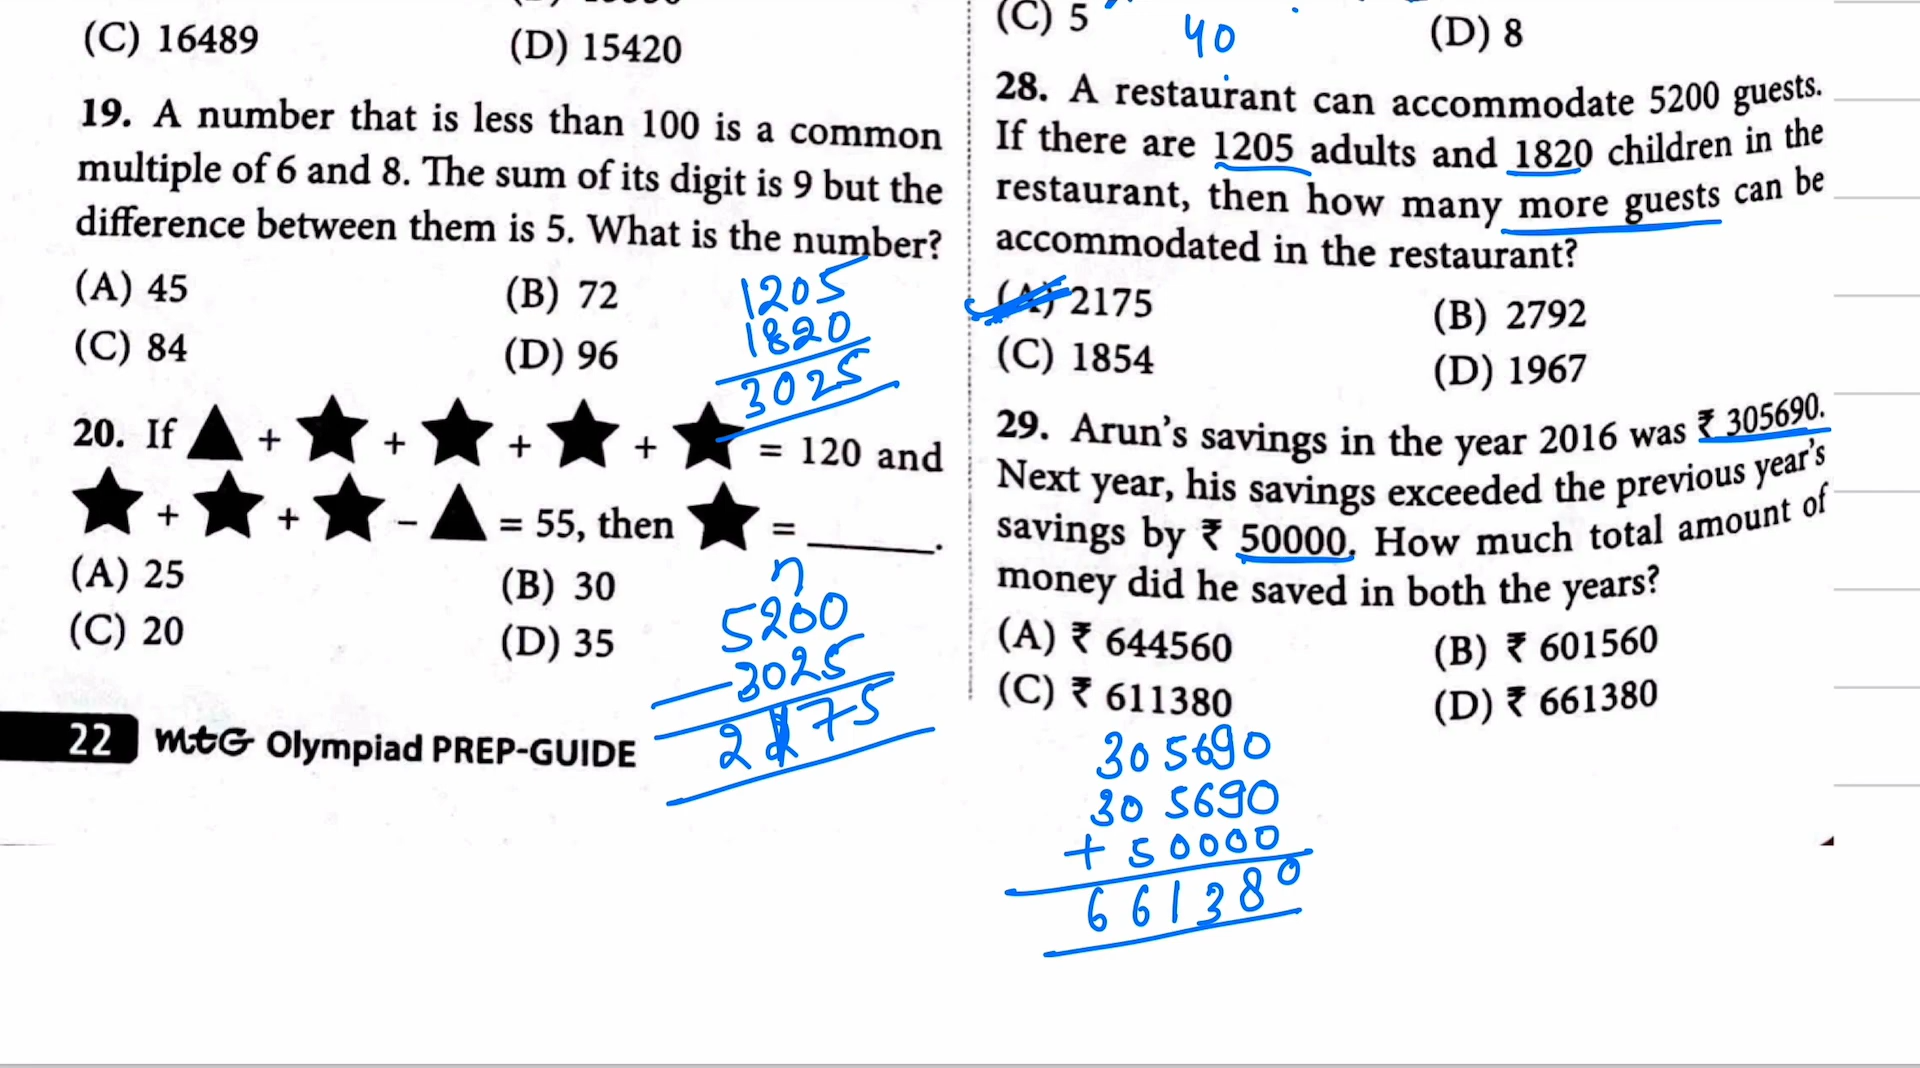 (C) 16489
(D) 15420
19. A number that is less than 100 is a common
multiple of 6 and 8. The sum of its digit is 9 but the
difference between them is 5. What is the number?
(A) 45
(B) 72
(C) 84
(D) 96
1205
1820
3025
20. If ▲ + ★ + ★ + ★ + ★ = 120 and
★ + ★ + ★ – ▲ = 55, then ★ = ______.
(A) 25
(B) 30
(C) 20
(D) 35
5200
-3025
2175
22 mtG Olympiad PREP-GUIDE
(C) 5
40
(D) 8
28. A restaurant can accommodate 5200 guests.
If there are 1205 adults and 1820 children in the
restaurant, then how many more guests can be
accommodated in the restaurant?
(A) 2175
(B) 2792
(C) 1854
(D) 1967
29. Arun's savings in the year 2016 was ₹ 305690.
Next year, his savings exceeded the previous year's
savings by ₹ 50000. How much total amount of
money did he saved in both the years?
(A) ₹ 644560
(B) ₹ 601560
(C) ₹ 611380
(D) ₹ 661380
305690
305690
+ 50000
661380